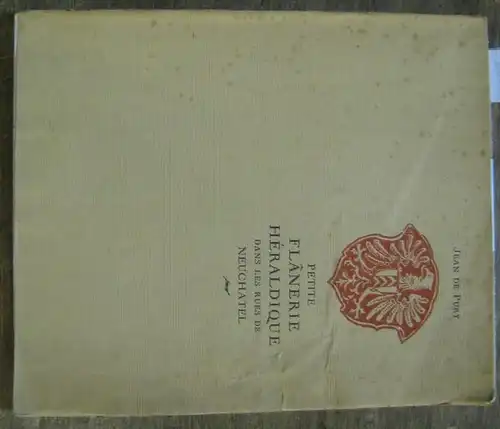 JEAN DE PURY
PETITE
FLÂNERIE
HÉRALDIQUE
DANS LES RUES DE
NEUCHATEL